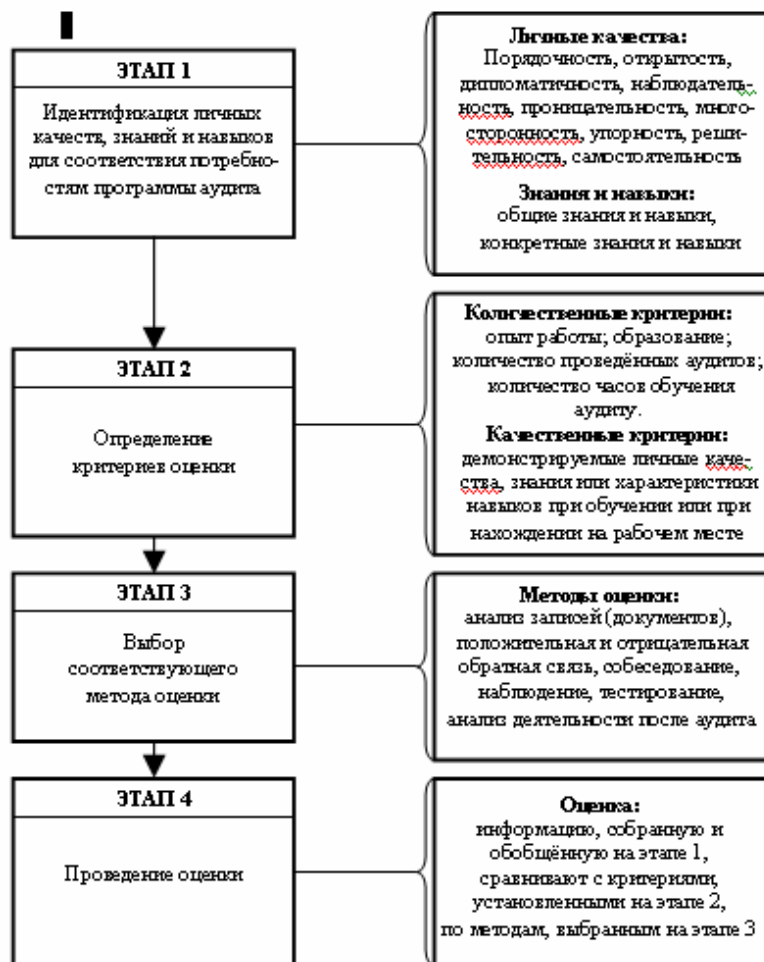 ЭТАП 1
Идентификация личных
качеств, знаний и навыков
для соответствия потребно-
стям программы аудита
Личные качества:
Порядочность, открытость,
дипломатичность, наблюдатель-
ность, проницательность, много-
сторонность, упорность, реши-
тельность, самостоятельность
Знания и навыки:
общие знания и навыки,
конкретные знания и навыки
ЭТАП 2
Определение
критериев оценки
Количественные критерии:
опыт работы; образование;
количество проведённых аудитов;
количество часов обучения
аудиту.
Качественные критерии:
демонстрируемые личные каче-
ства, знания или характеристики
навыков при обучении или при
нахождении на рабочем месте
ЭТАП 3
Выбор
соответствующего
метода оценки
Методы оценки:
анализ записей (документов),
положительная и отрицательная
обратная связь, собеседование,
наблюдение, тестирование,
анализ деятельности после аудита
ЭТАП 4
Проведение оценки
Оценка:
информацию, собранную и
обобщённую на этапе 1,
сравнивают с критериями,
установленными на этапе 2,
по методам, выбранным на этапе 3